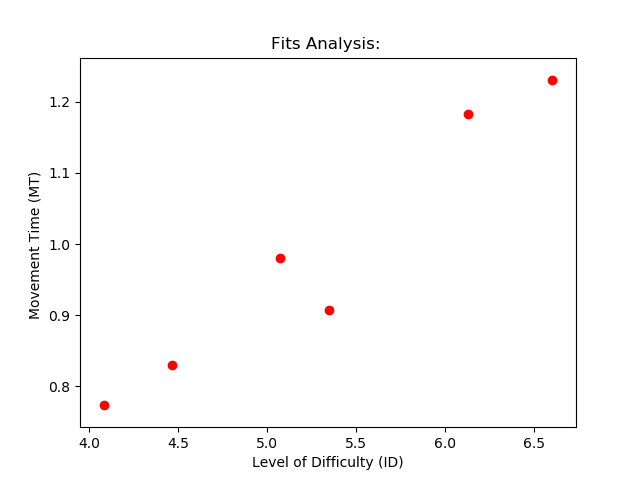 Fits Analysis:
Movement Time (MT)
1.2
1.1
1.0
0.9
0.8
4.0 4.5 5.0 5.5 6.0 6.5
Level of Difficulty (ID)